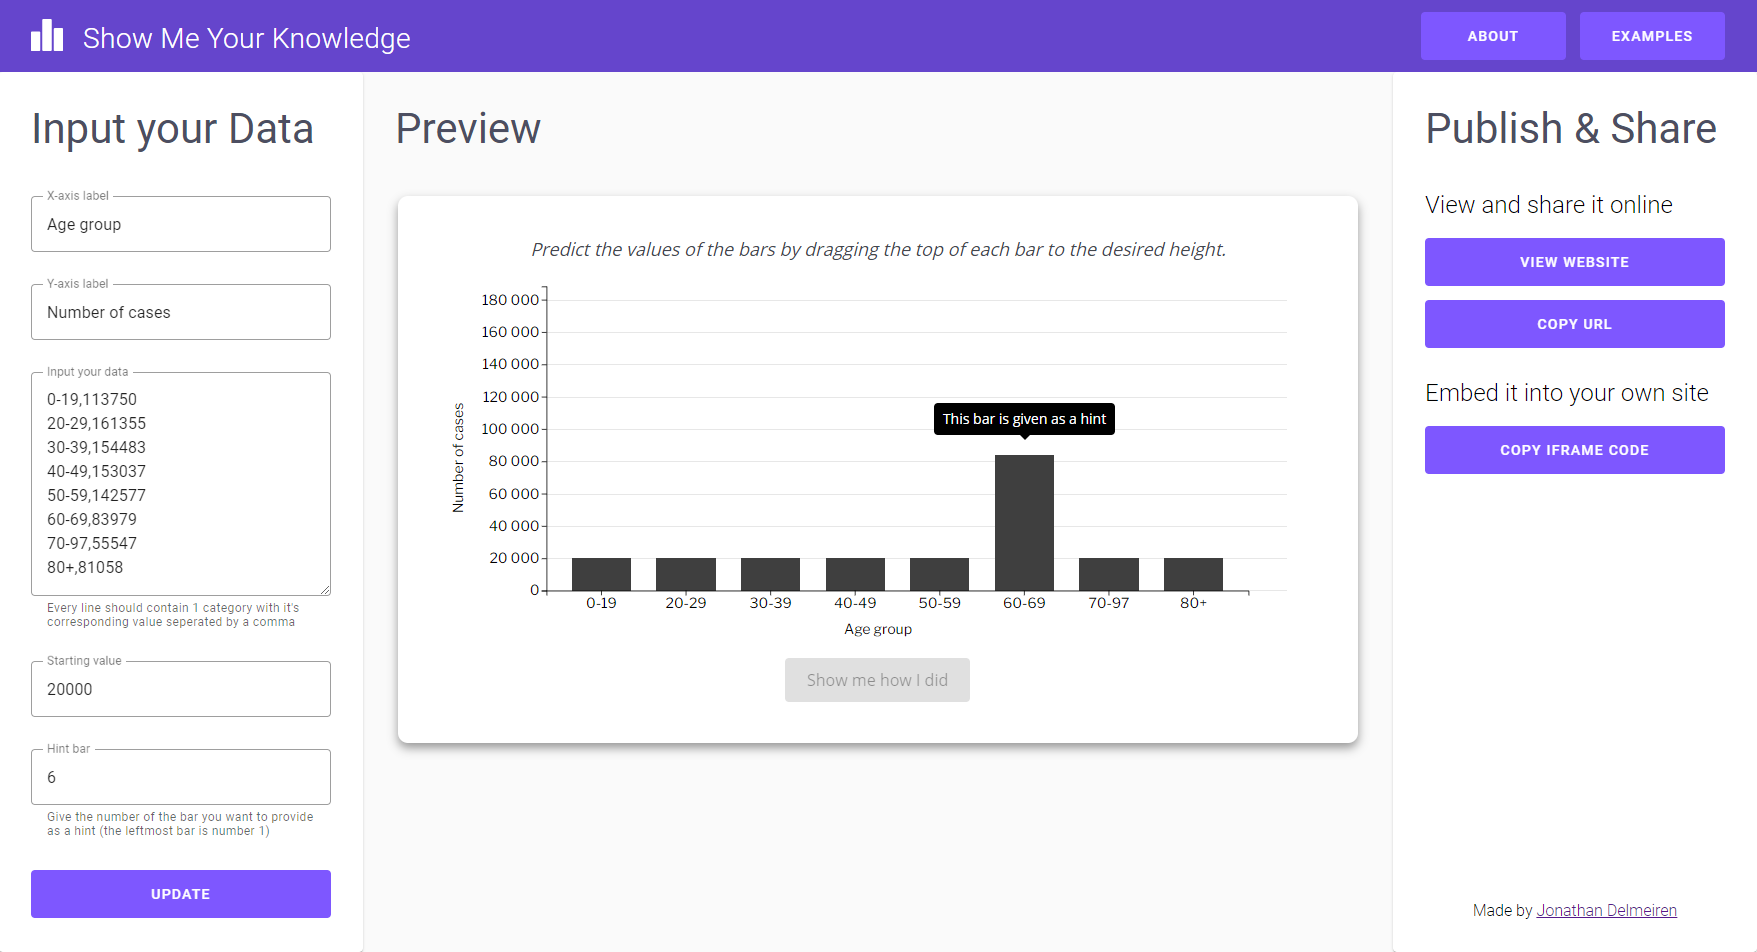 Show Me Your Knowledge
ABOUT
EXAMPLES
Input your Data
X-axis label
Age group
Y-axis label
Number of cases
Input your data
0-19,113750
20-29,161355
30-39,154483
40-49,153037
50-59,142577
60-69,83979
70-97,55547
80+,81058
Every line should contain 1 category with it's
corresponding value seperated by a comma
Starting value
20000
Hint bar
6
Give the number of the bar you want to provide
as a hint (the leftmost bar is number 1)
UPDATE
Preview
Predict the values of the bars by dragging the top of each bar to the desired height.
180 000
160 000
140 000
120 000
100 000
80 000
60 000
40 000
20 000
0
Number of cases
This bar is given as a hint
0-19 20-29 30-39 40-49 50-59 60-69 70-97 80+
Age group
Show me how I did
Publish & Share
View and share it online
VIEW WEBSITE
COPY URL
Embed it into your own site
COPY IFRAME CODE
Made by Jonathan Delmeiren